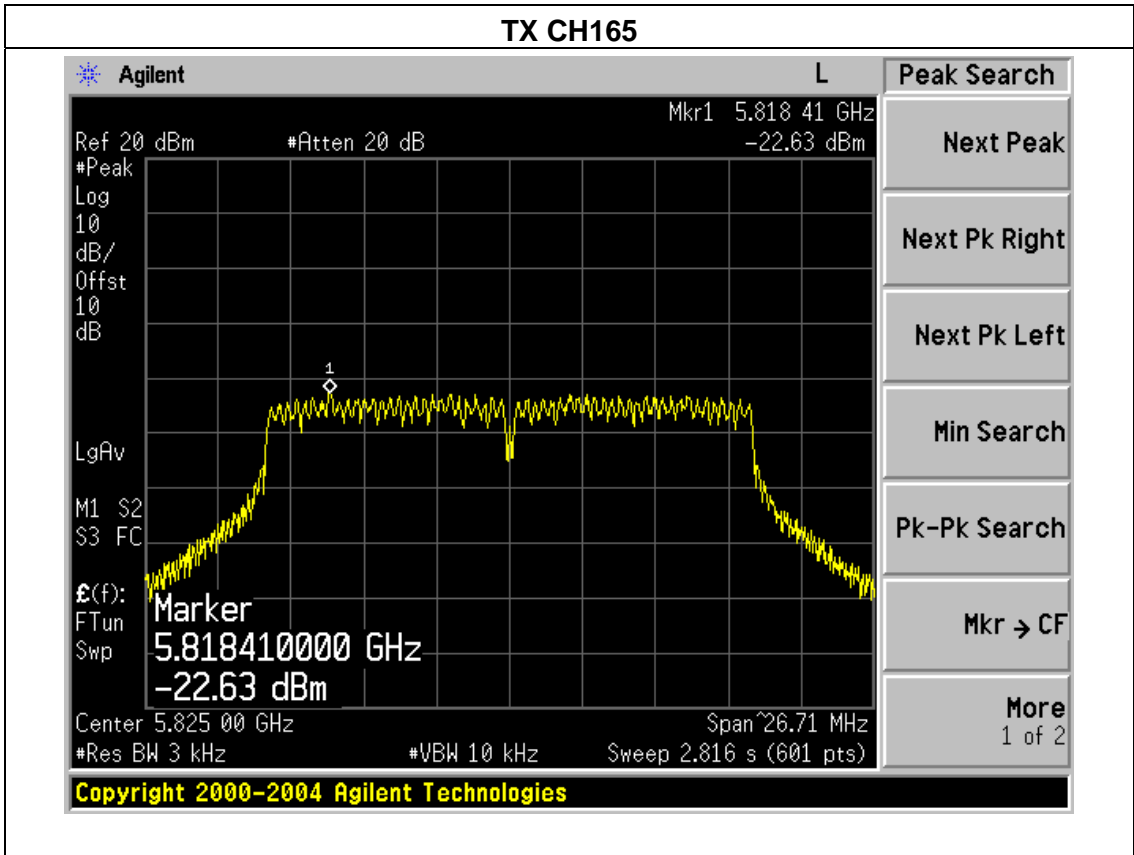 TX CH165
Agilent L Peak Search
Mkr1 5.818 41 GHz
Ref 20 dBm #Atten 20 dB -22.63 dBm
Next Peak
#Peak
Log
10
dB/
Offst
10
dB
Next Pk Right
Next Pk Left
1
Min Search
LgAv
M1 S2
S3 FC
Pk-Pk Search
£(f):
FTun
Swp
Marker
5.818410000 GHz
-22.63 dBm
Mkr → CF
Center 5.825 00 GHz Span ^26.71 MHz
#Res BW 3 kHz #VBW 10 kHz Sweep 2.816 s (601 pts)
More
1 of 2
Copyright 2000-2004 Agilent Technologies